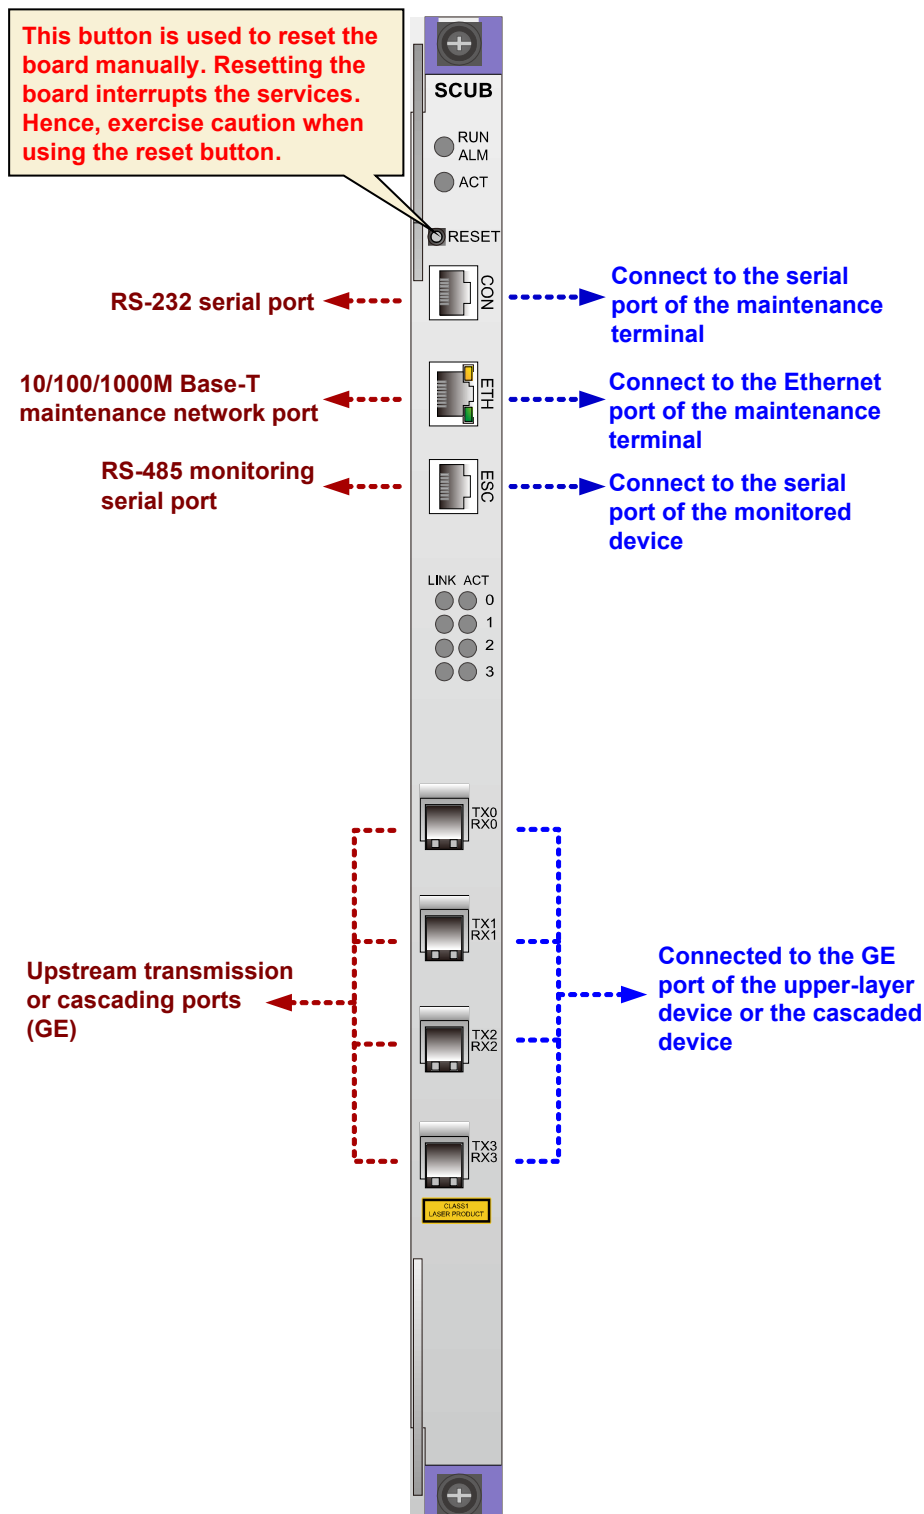 This button is used to reset the
board manually. Resetting the
board interrupts the services.
Hence, exercise caution when
using the reset button.
SCUB
RUN
ALM
ACT
RESET
RS-232 serial port
CON
Connect to the serial
port of the maintenance
terminal
10/100/1000M Base-T
maintenance network port
ETH
Connect to the Ethernet
port of the maintenance
terminal
RS-485 monitoring
serial port
ESC
Connect to the serial
port of the monitored
device
LINK ACT
0
1
2
3
TX0
RX0
TX1
RX1
Upstream transmission
or cascading ports
(GE)
Connected to the GE
port of the upper-layer
device or the cascaded
device
TX2
RX2
TX3
RX3
CLASS1
LASER PRODUCT